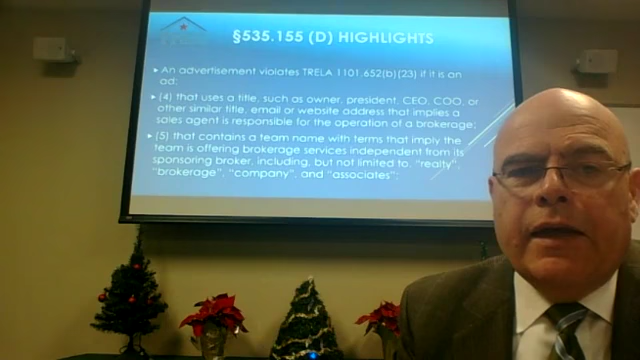 §535.155 (D) HIGHLIGHTS
An advertisement violates TRELA 1101.652(b)(23) if it is an
ad:
(4) that uses a title, such as owner, president, CEO, COO, or
other similar title, email or website address that implies a
sales agent is responsible for the operation of a brokerage;
(5) that contains a team name with terms that imply the
team is offering brokerage services independent from its
sponsoring broker, including, but not limited to, "realty",
"brokerage", "company", and "associates";